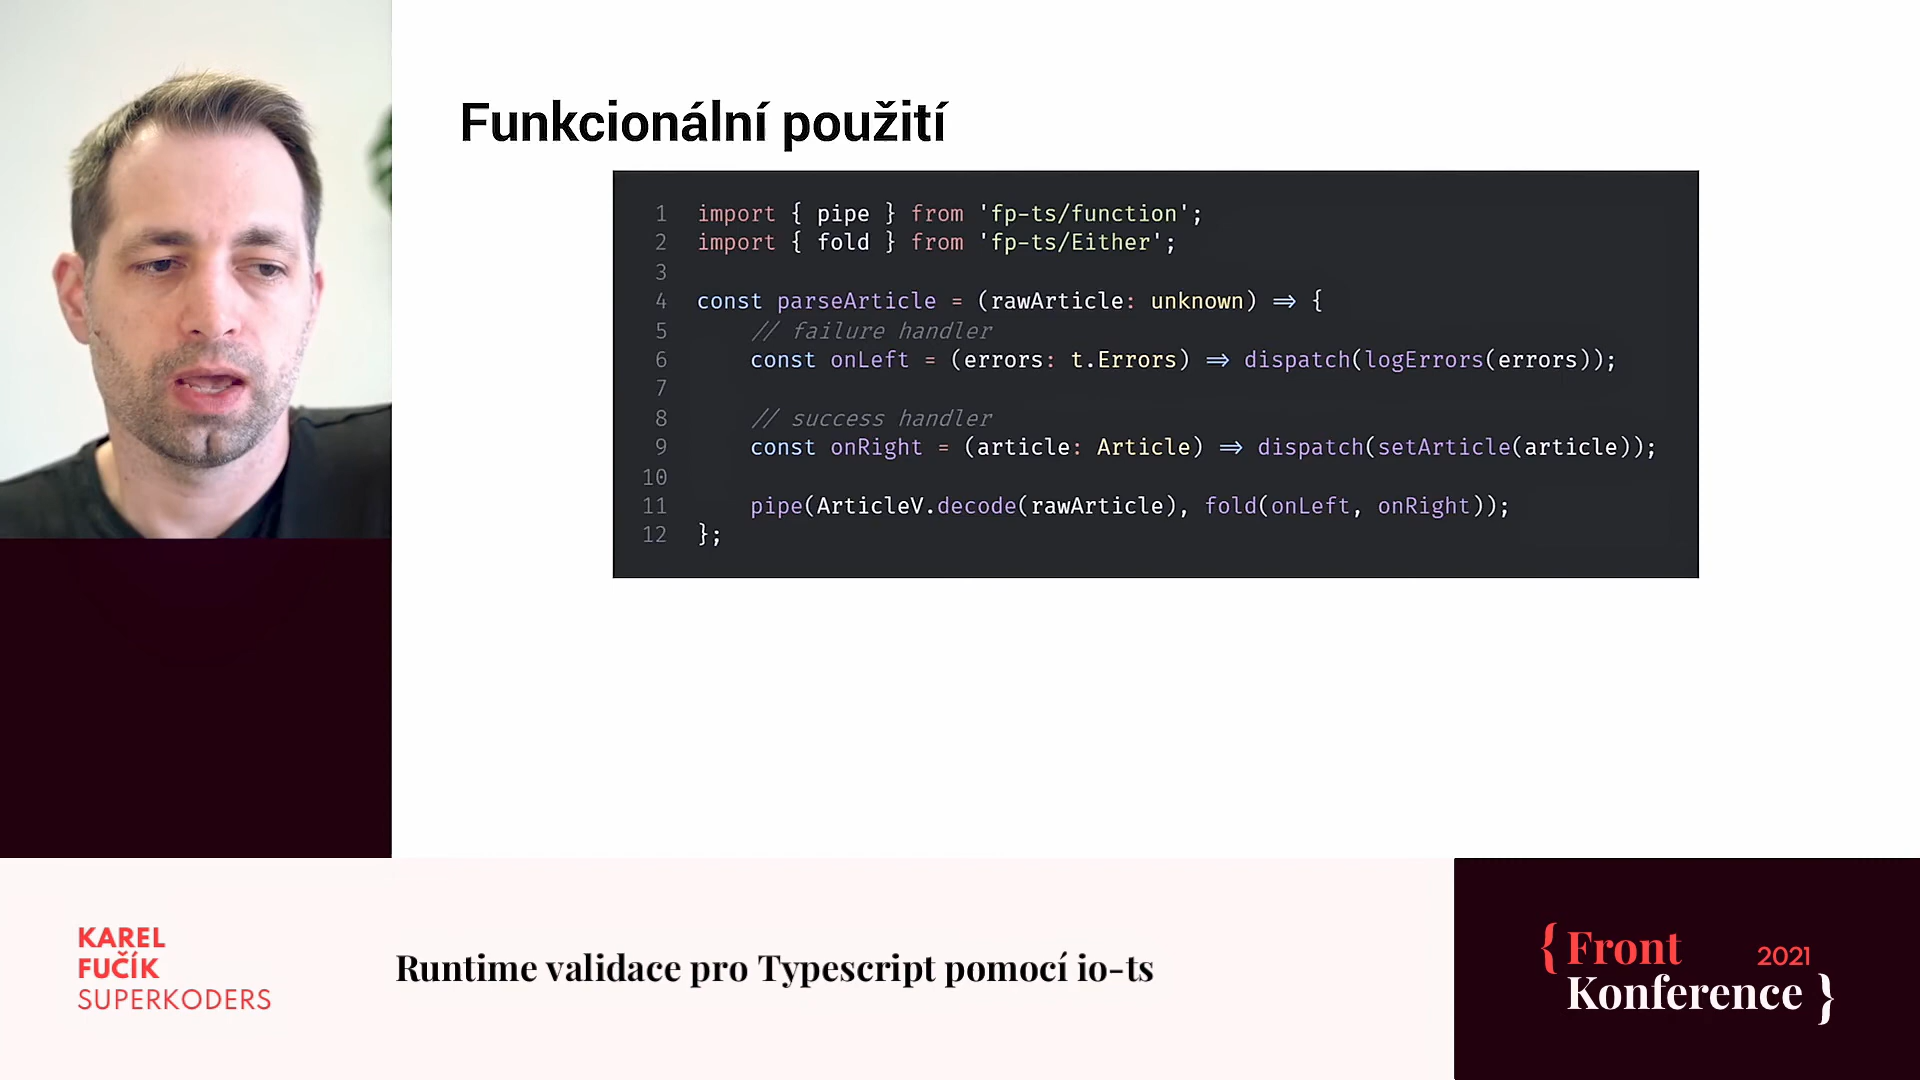 Funkcionální použití
1 import { pipe } from 'fp-ts/function';
2 import { fold } from 'fp-ts/Either';
3
4 const parseArticle = (rawArticle: unknown) => {
5 // failure handler
6 const onLeft = (errors: t.Errors) => dispatch(logErrors(errors));
7
8 // success handler
9 const onRight = (article: Article) => dispatch(setArticle(article));
10
11 pipe(ArticleV.decode(rawArticle), fold(onLeft, onRight));
12 };
KAREL
FUČÍK
SUPERKODERS
Runtime validace pro Typescript pomocí io-ts
{ Front 2021
Konference }